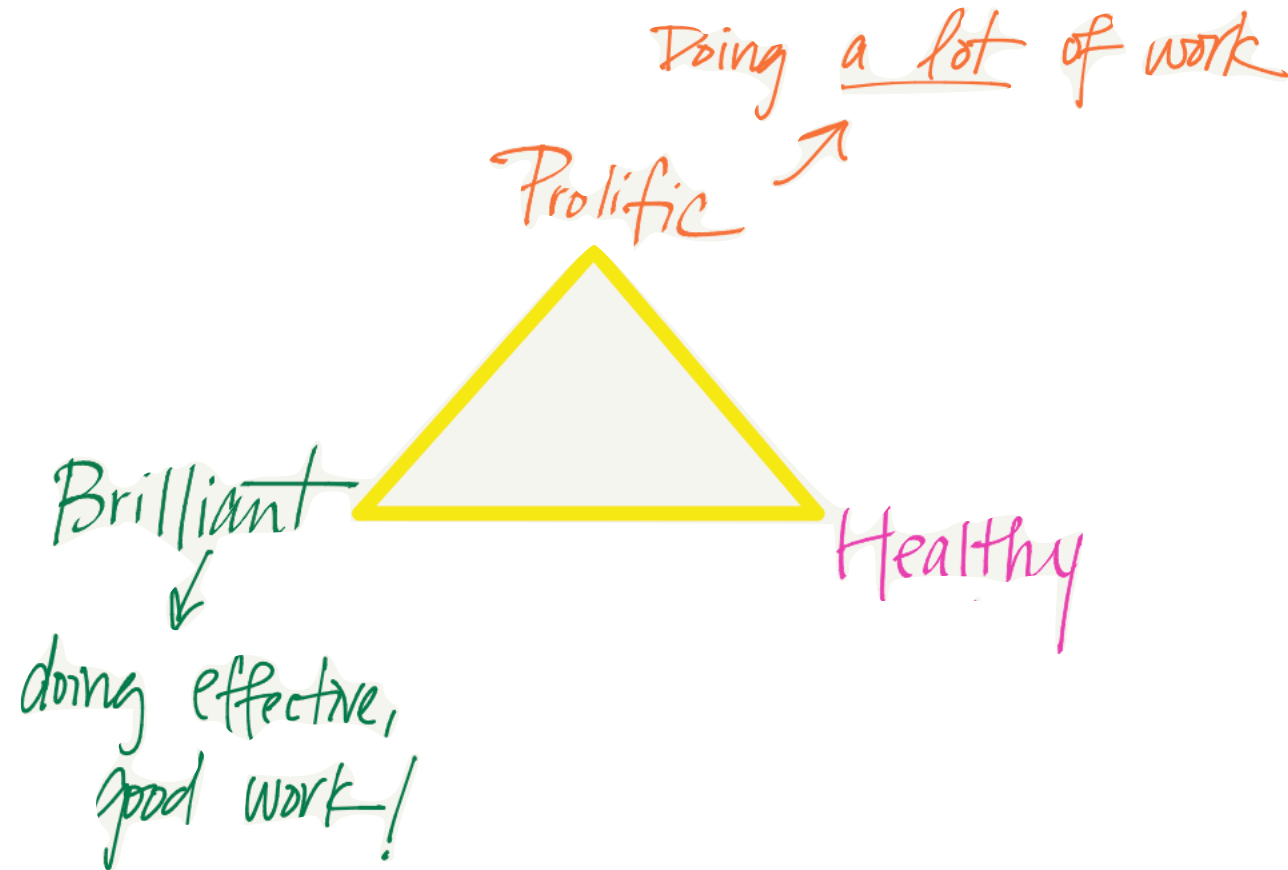 Doing a lot of work
Prolific
Brilliant
Healthy
doing effective,
good work!